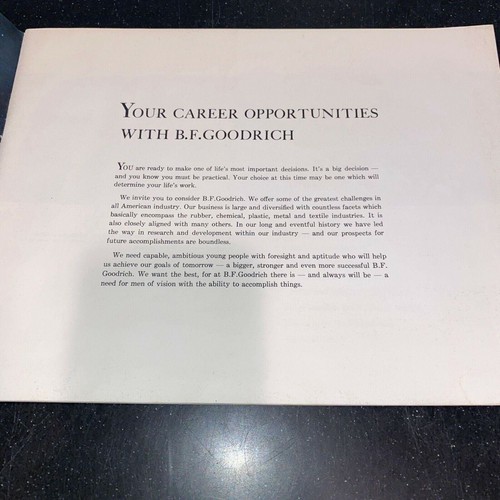 YOUR CAREER OPPORTUNITIES
WITH B.F.GOODRICH
YOU are ready to make one of life's most important decisions. It's a big decision —
and you know you must be practical. Your choice at this time may be one which will
determine your life's work.
We invite you to consider B.F.Goodrich. We offer some of the greatest challenges in
all American industry. Our business is large and diversified with countless facets which
basically encompass the rubber, chemical, plastic, metal and textile industries. It is
also closely aligned with many others. In our long and eventful history we have led
the way in research and development within our industry — and our prospects for
future accomplishments are boundless.
We need capable, ambitious young people with foresight and aptitude who will help
us achieve our goals of tomorrow — a bigger, stronger and even more successful B.F.
Goodrich. We want the best, for at B.F.Goodrich there is — and always will be — a
need for men of vision with the ability to accomplish things.